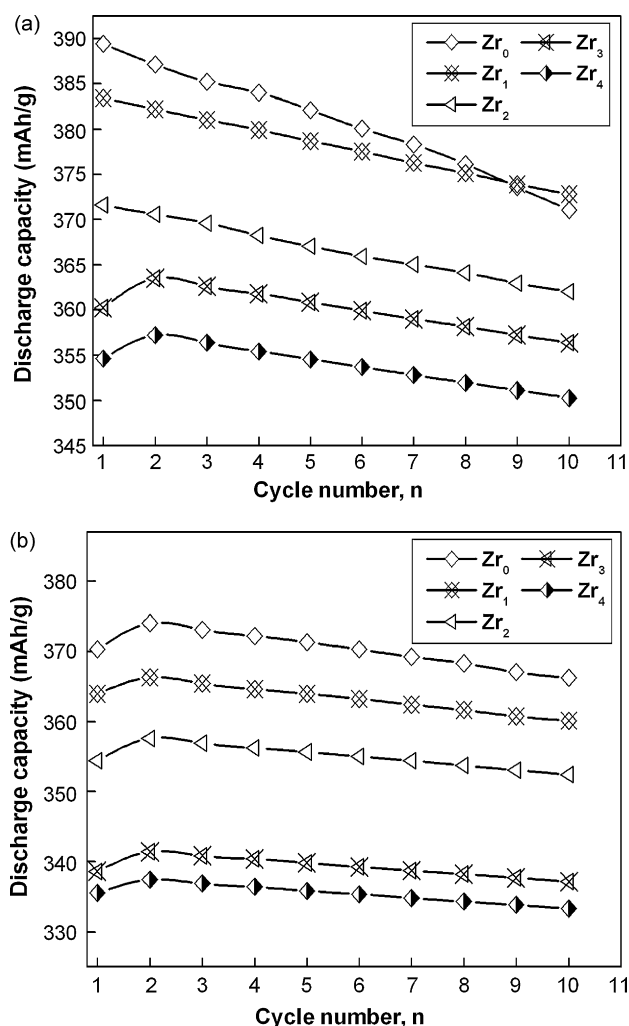 (a)
390
385
380
375
370
365
360
355
350
345
Discharge capacity (mAh/g)
Zr0 Zr3
Zr1 Zr4
Zr2
1 2 3 4 5 6 7 8 9 10 11
Cycle number, n
(b)
380
370
360
350
340
330
Discharge capacity (mAh/g)
Zr0 Zr3
Zr1 Zr4
Zr2
1 2 3 4 5 6 7 8 9 10 11
Cycle number, n